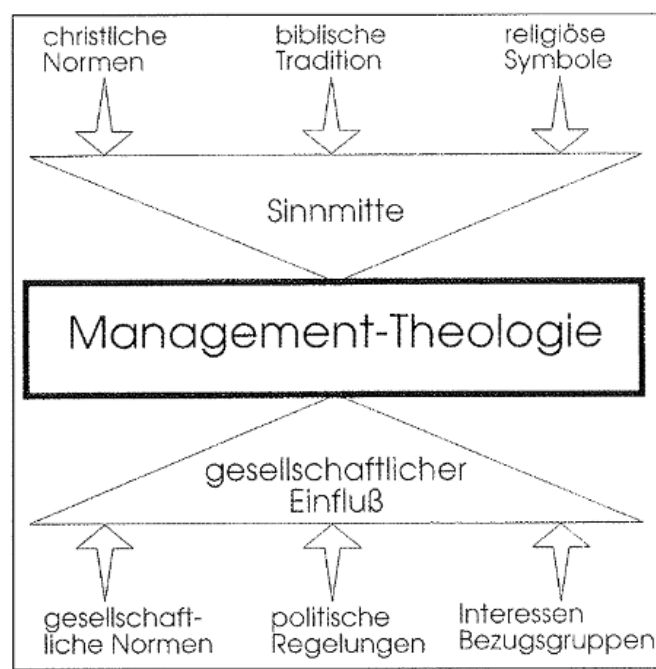 christliche
Normen
biblische
Tradition
religiöse
Symbole
Sinnmitte
Management-Theologie
gesellschaftlicher
Einfluß
gesellschaft-
liche Normen
politische
Regelungen
Interessen
Bezugsgruppen